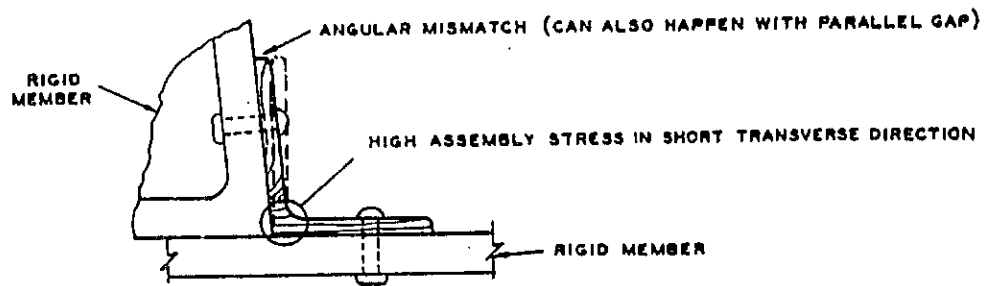 ANGULAR MISMATCH (CAN ALSO HAPPEN WITH PARALLEL GAP)
RIGID
MEMBER
HIGH ASSEMBLY STRESS IN SHORT TRANSVERSE DIRECTION
RIGID MEMBER